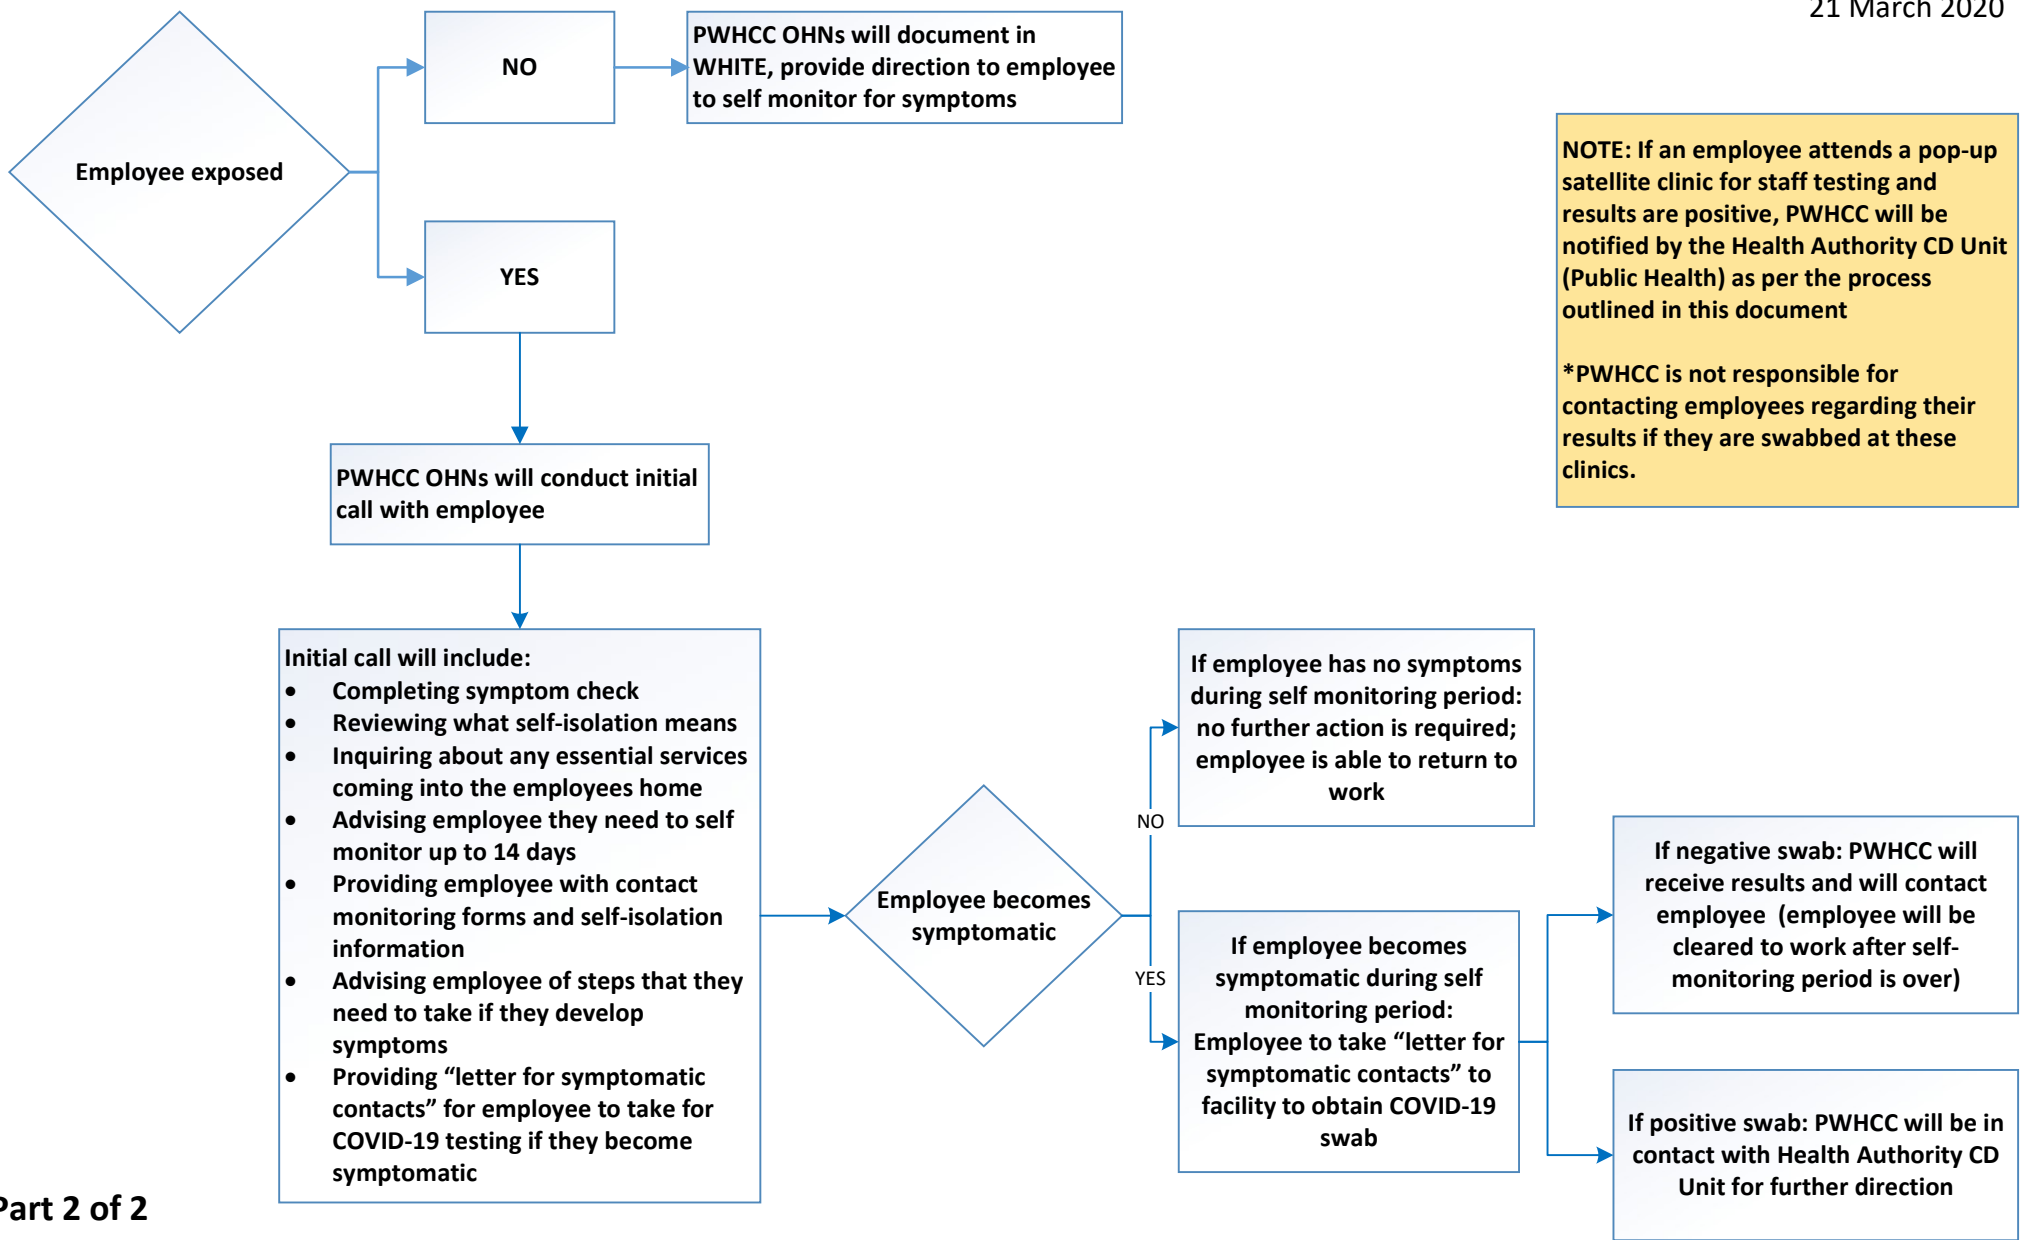 21 March 2020
Employee exposed
NO
PWHCC OHNs will document in
WHITE, provide direction to employee
to self monitor for symptoms
YES
NOTE: If an employee attends a pop-up
satellite clinic for staff testing and
results are positive, PWHCC will be
notified by the Health Authority CD Unit
(Public Health) as per the process
outlined in this document
*PWHCC is not responsible for
contacting employees regarding their
results if they are swabbed at these
clinics.
PWHCC OHNs will conduct initial
call with employee
Initial call will include:
• Completing symptom check
• Reviewing what self-isolation means
• Inquiring about any essential services
coming into the employees home
• Advising employee they need to self
monitor up to 14 days
• Providing employee with contact
monitoring forms and self-isolation
information
• Advising employee of steps that they
need to take if they develop
symptoms
• Providing “letter for symptomatic
contacts” for employee to take for
COVID-19 testing if they become
symptomatic
Employee becomes
symptomatic
NO
If employee has no symptoms
during self monitoring period:
no further action is required;
employee is able to return to
work
YES
If employee becomes
symptomatic during self
monitoring period:
Employee to take “letter for
symptomatic contacts” to
facility to obtain COVID-19
swab
If negative swab: PWHCC will
receive results and will contact
employee (employee will be
cleared to work after self-
monitoring period is over)
If positive swab: PWHCC will be in
contact with Health Authority CD
Unit for further direction
Part 2 of 2